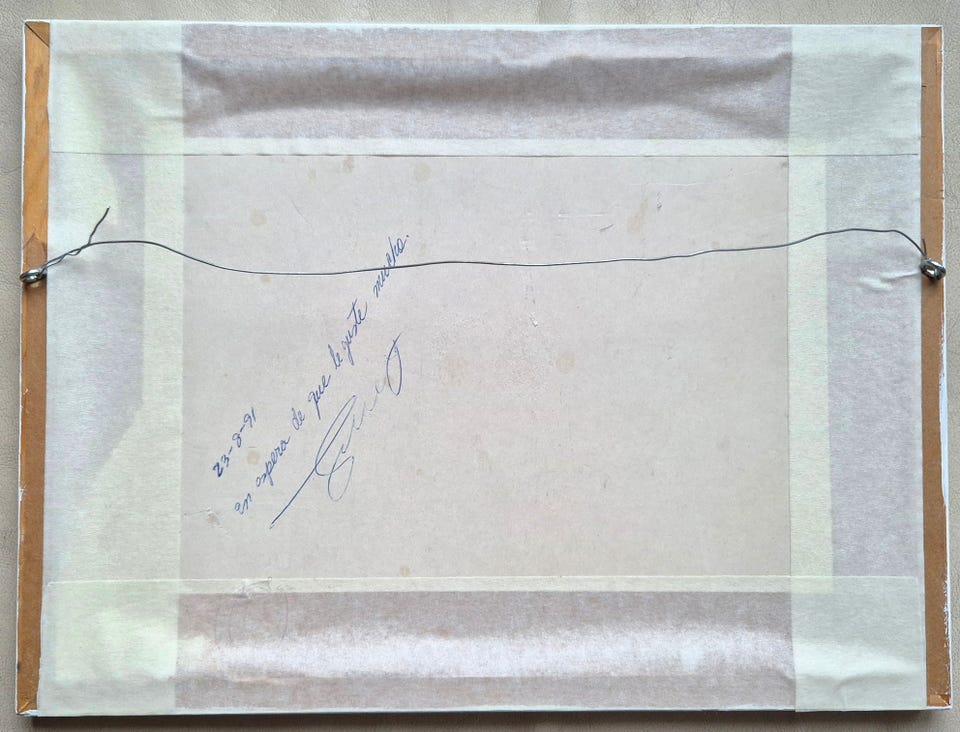 23-8-91
en espera de que le guste mucho.